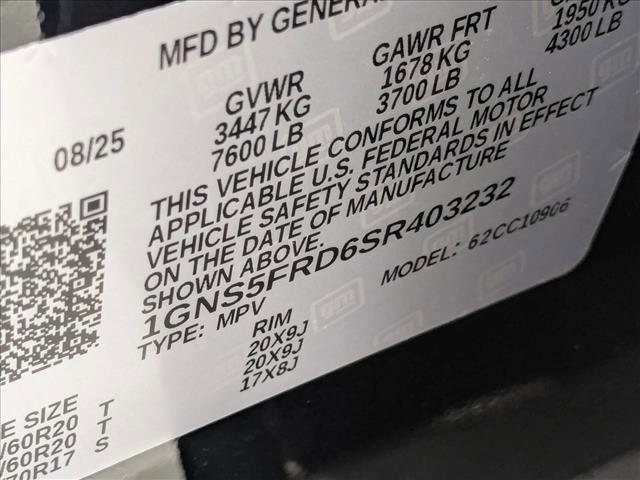 MFD BY GENERA
08/25
GVWR
3447 KG
7600 LB
GAWR FRT
1678 KG
3700 LB
1950 KG
4300 LB
THIS VEHICLE CONFORMS TO ALL
APPLICABLE U.S. FEDERAL MOTOR
VEHICLE SAFETY STANDARDS IN EFFECT
ON THE DATE OF MANUFACTURE
SHOWN ABOVE.
1GNS5FRD6SR403232
TYPE: MPV
MODEL: 62CC10906
E SIZE
/60R20 T
/60R20 T
70R17 S
RIM
20X9J
20X9J
17X8J
gm